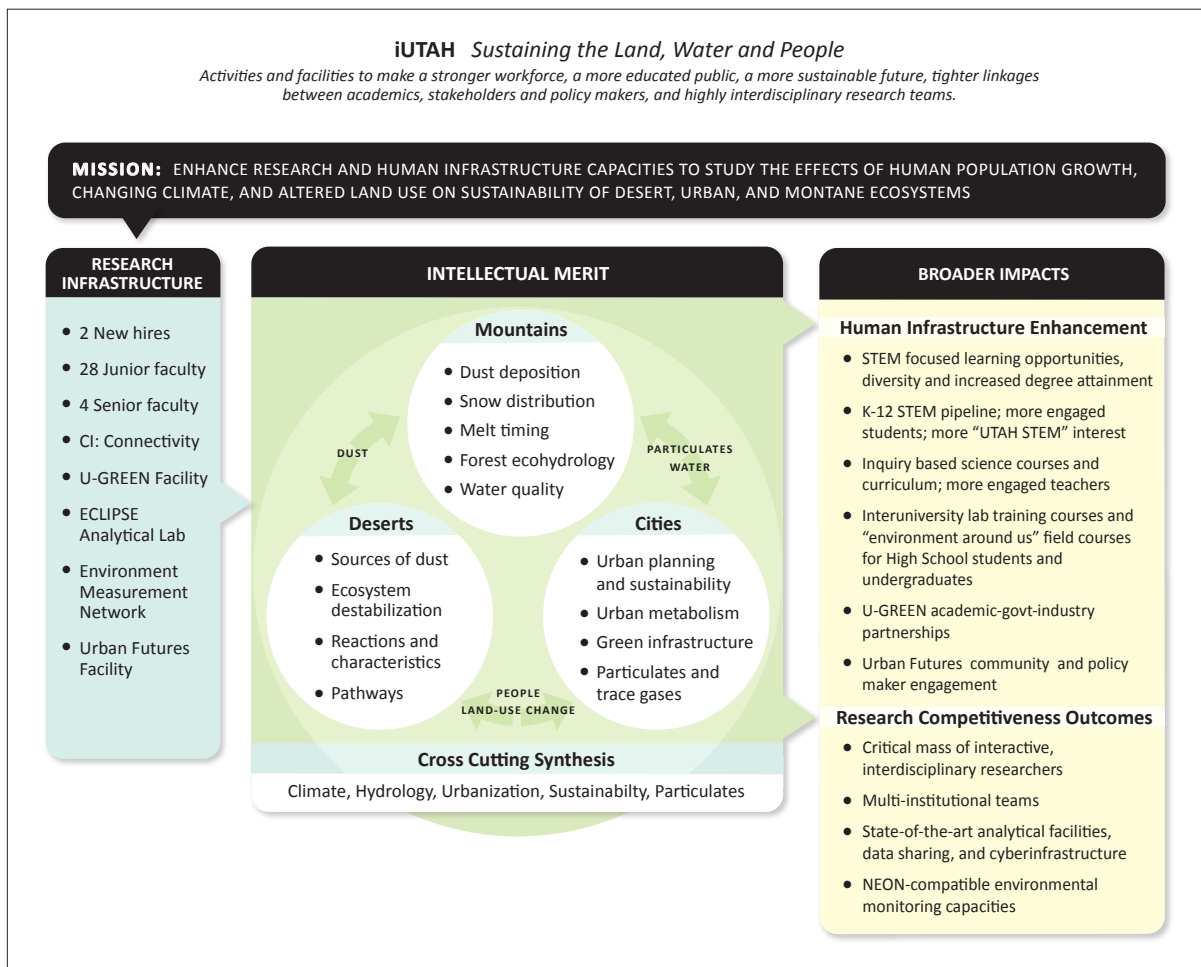 iUTAH Sustaining the Land, Water and People
Activities and facilities to make a stronger workforce, a more educated public, a more sustainable future, tighter linkages
between academics, stakeholders and policy makers, and highly interdisciplinary research teams.
MISSION: ENHANCE RESEARCH AND HUMAN INFRASTRUCTURE CAPACITIES TO STUDY THE EFFECTS OF HUMAN POPULATION GROWTH,
CHANGING CLIMATE, AND ALTERED LAND USE ON SUSTAINABILITY OF DESERT, URBAN, AND MONTANE ECOSYSTEMS
RESEARCH
INFRASTRUCTURE
• 2 New hires
• 28 Junior faculty
• 4 Senior faculty
• CI: Connectivity
• U-GREEN Facility
• ECLIPSE
Analytical Lab
• Environment
Measurement
Network
• Urban Futures
Facility
INTELLECTUAL MERIT
Mountains
• Dust deposition
• Snow distribution
• Melt timing
• Forest ecohydrology
• Water quality
DUST
PARTICULATES
WATER
Deserts
• Sources of dust
• Ecosystem
destabilization
• Reactions and
characteristics
• Pathways
Cities
• Urban planning
and sustainability
• Urban metabolism
• Green infrastructure
• Particulates and
trace gases
PEOPLE
LAND-USE CHANGE
Cross Cutting Synthesis
Climate, Hydrology, Urbanization, Sustainabilty, Particulates
BROADER IMPACTS
Human Infrastructure Enhancement
• STEM focused learning opportunities,
diversity and increased degree attainment
• K-12 STEM pipeline; more engaged
students; more “UTAH STEM” interest
• Inquiry based science courses and
curriculum; more engaged teachers
• Interuniversity lab training courses and
“environment around us” field courses
for High School students and
undergraduates
• U-GREEN academic-govt-industry
partnerships
• Urban Futures community and policy
maker engagement
Research Competitiveness Outcomes
• Critical mass of interactive,
interdisciplinary researchers
• Multi-institutional teams
• State-of-the-art analytical facilities,
data sharing, and cyberinfrastructure
• NEON-compatible environmental
monitoring capacities